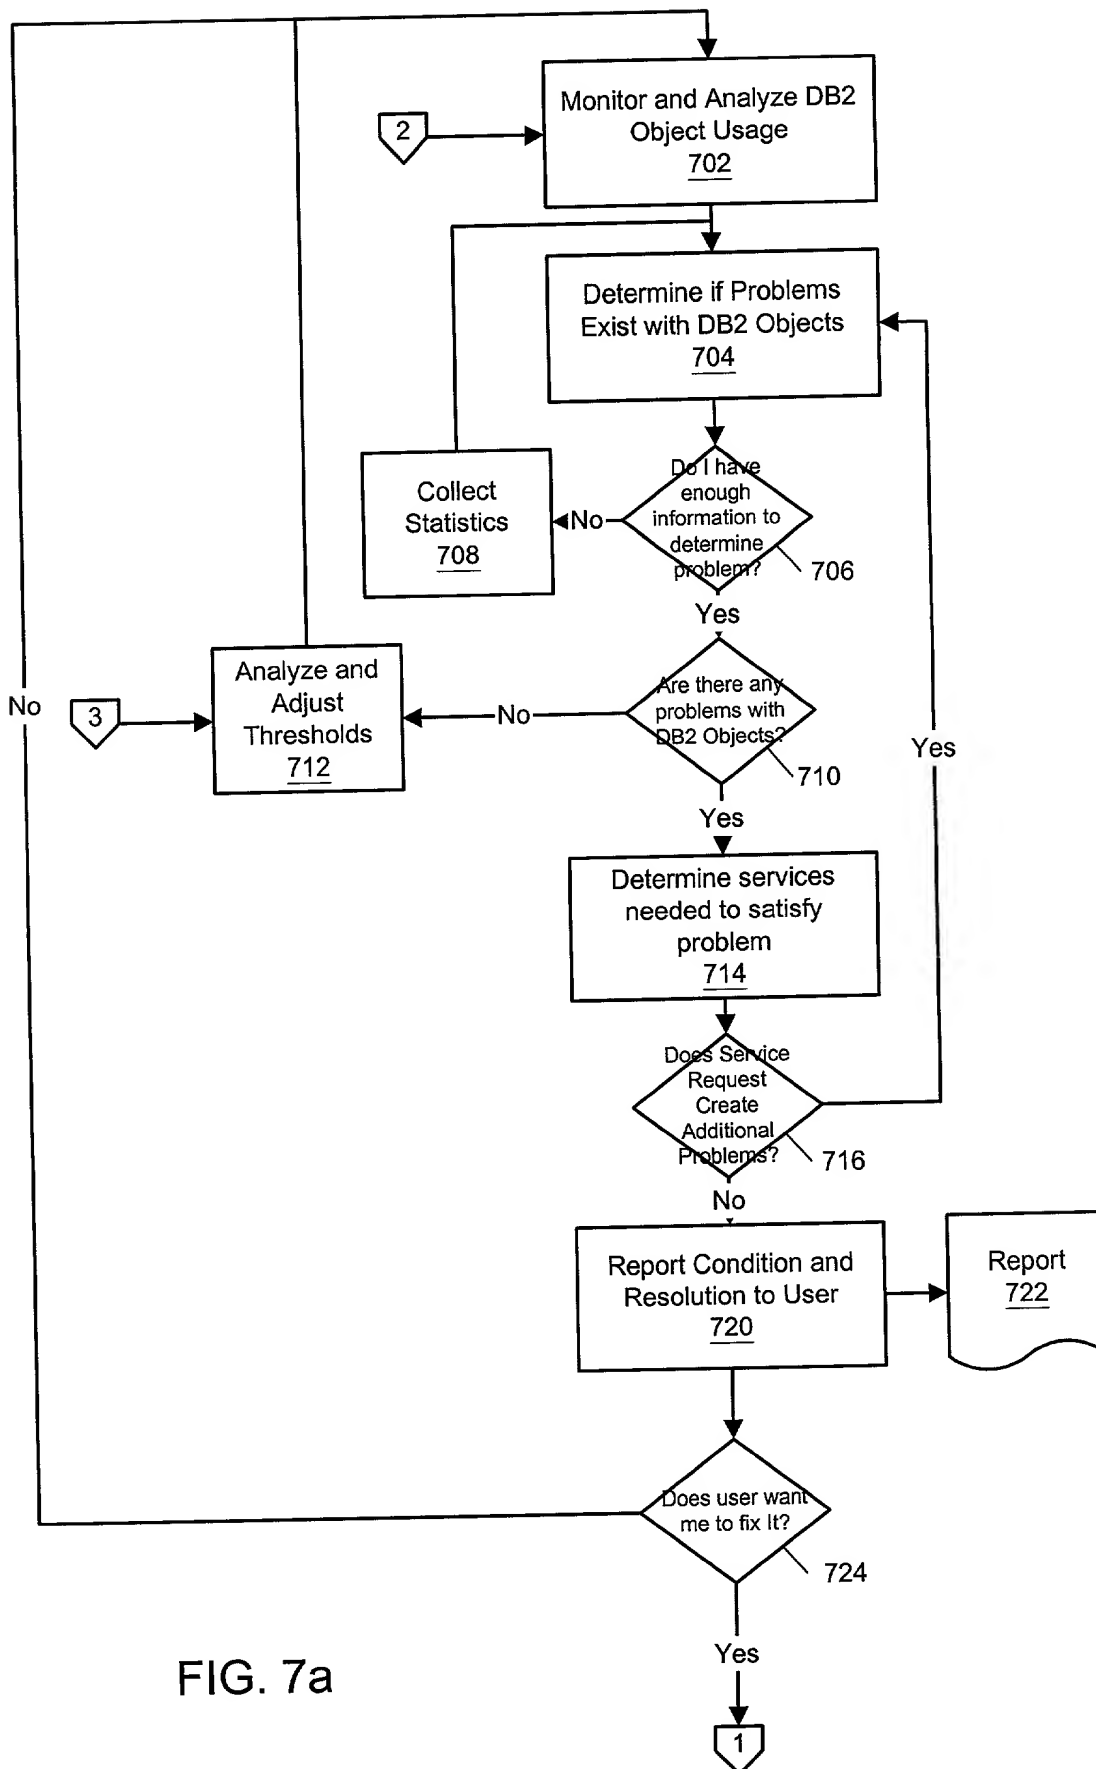 Monitor and Analyze DB2
Object Usage
702
2
Determine if Problems
Exist with DB2 Objects
704
Do I have
enough
information to
determine
problem?
706
No
Collect
Statistics
708
Yes
Are there any
problems with
DB2 Objects?
710
No
Analyze and
Adjust
Thresholds
712
3
No
Yes
Yes
Determine services
needed to satisfy
problem
714
Does Service
Request
Create
Additional
Problems?
716
No
Report Condition and
Resolution to User
720
Report
722
Does user want
me to fix It?
724
Yes
1
FIG. 7a